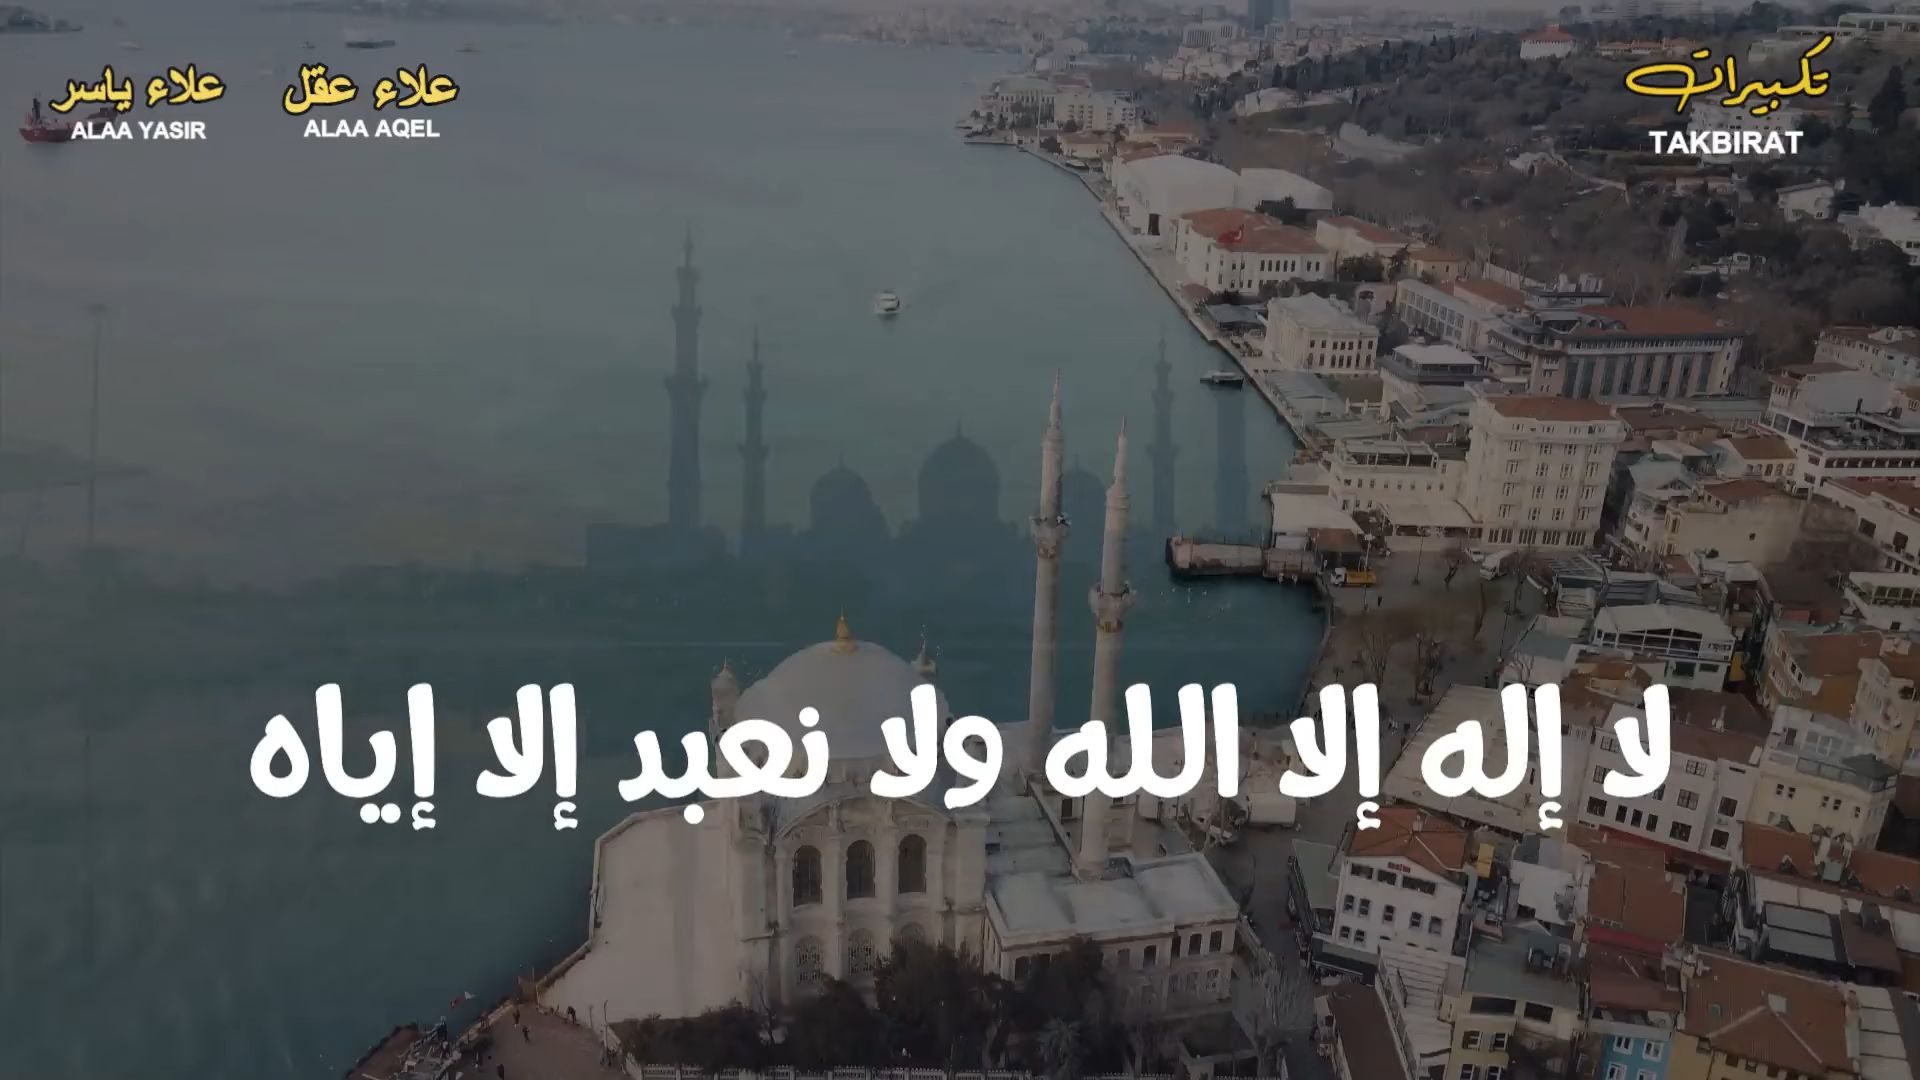 علاء ياسر
ALAA YASIR
علاء عقل
ALAA AQEL
تكبيرات
TAKBIRAT
لا إله إلا الله ولا نعبد إلا إياه